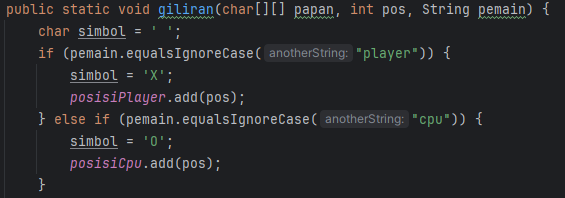 public static void giliran(char[][] papan, int pos, String pemain) {
    char simbol = ' ';
    if (pemain.equalsIgnoreCase( anotherString: "player")) {
        simbol = 'X';
        posisiPlayer.add(pos);
    } else if (pemain.equalsIgnoreCase( anotherString: "cpu")) {
        simbol = 'O';
        posisiCpu.add(pos);
    }